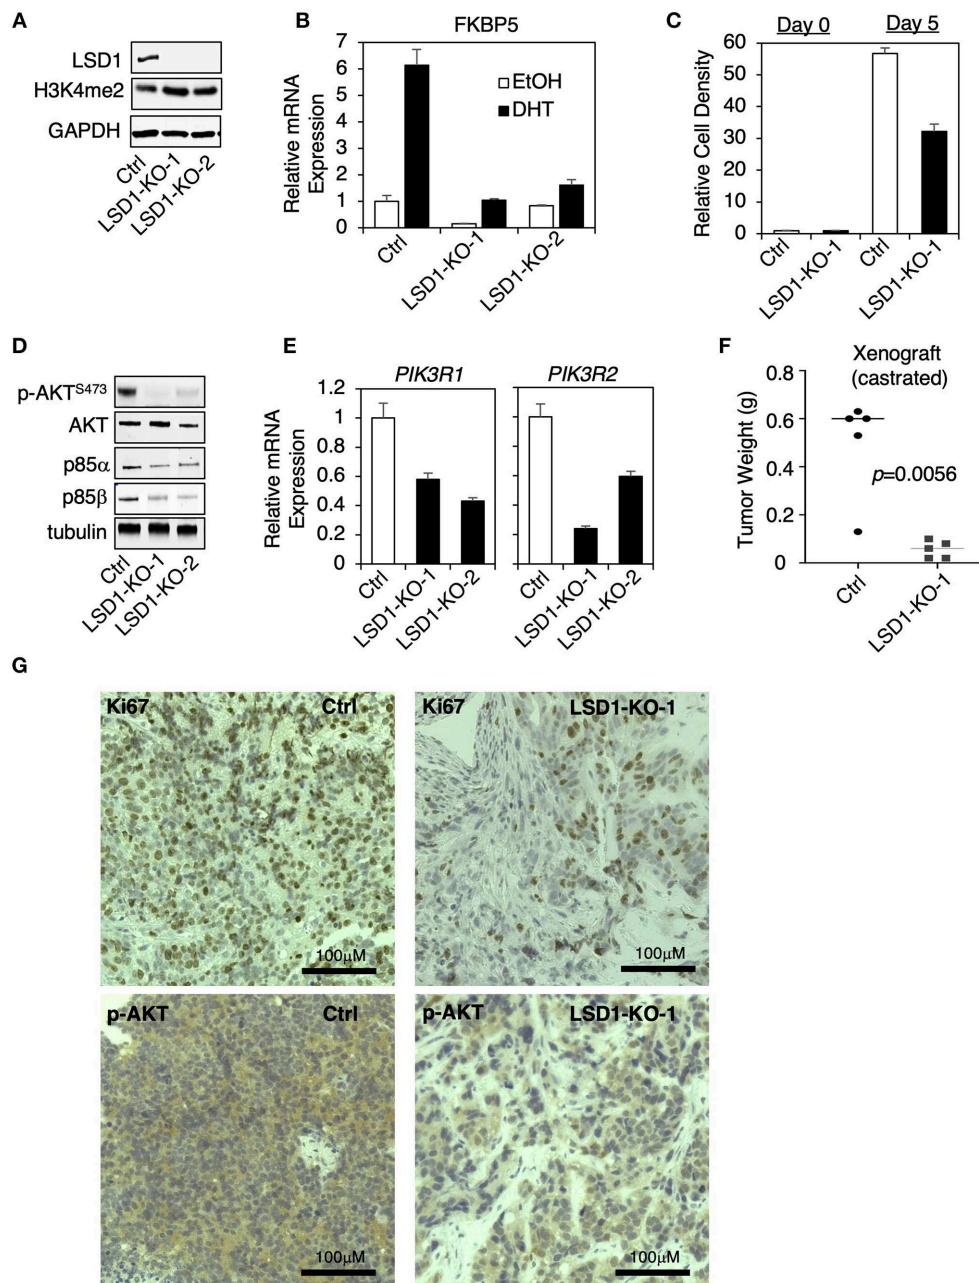 A
LSD1
H3K4me2
GAPDH
Ctrl
LSD1-KO-1
LSD1-KO-2
B
FKBP5
Relative mRNA
Expression
7
6
5
4
3
2
1
0
EtOH
DHT
Ctrl
LSD1-KO-1
LSD1-KO-2
C
Day 0
Day 5
Relative Cell Density
60
50
40
30
20
10
0
Ctrl
LSD1-KO-1
Ctrl
LSD1-KO-1
D
p-AKTS473
AKT
p85α
p85β
tubulin
Ctrl
LSD1-KO-1
LSD1-KO-2
E
PIK3R1
PIK3R2
Relative mRNA
Expression
1.2
1
0.8
0.6
0.4
0.2
0
Ctrl
LSD1-KO-1
LSD1-KO-2
Ctrl
LSD1-KO-1
LSD1-KO-2
F
Xenograft
(castrated)
Tumor Weight (g)
0.8
0.6
0.4
0.2
0
p=0.0056
Ctrl
LSD1-KO-1
G
Ki67 Ctrl
100μM
Ki67 LSD1-KO-1
100μM
p-AKT Ctrl
100μM
p-AKT LSD1-KO-1
100μM